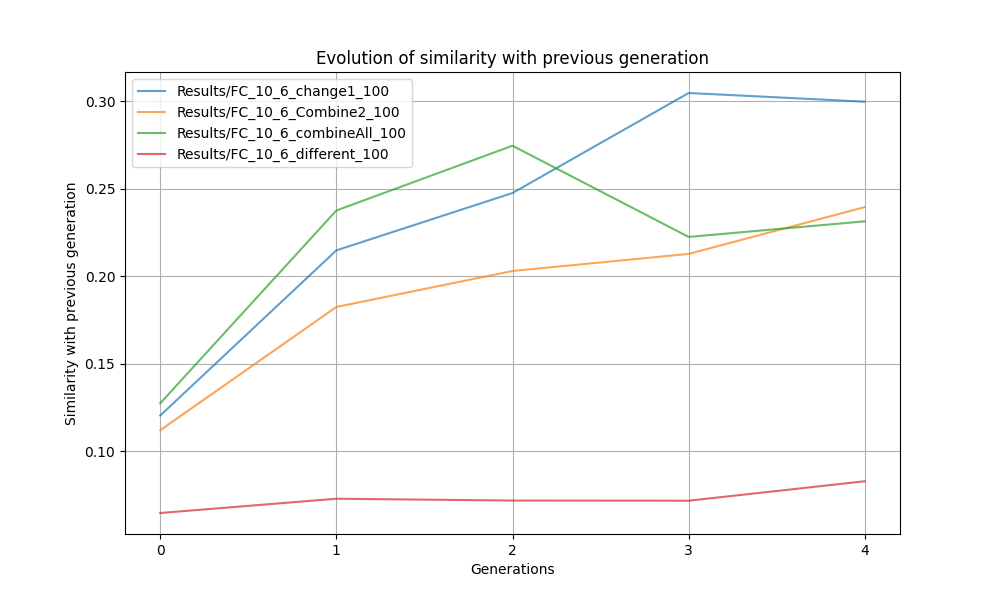 Evolution of similarity with previous generation
Results/FC_10_6_change1_100
Results/FC_10_6_Combine2_100
Results/FC_10_6_combineAll_100
Results/FC_10_6_different_100
Similarity with previous generation
0.30
0.25
0.20
0.15
0.10
0 1 2 3 4
Generations